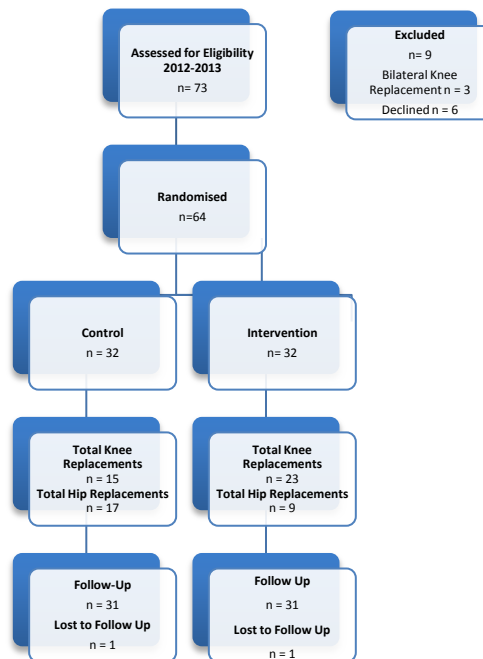 Assessed for Eligibility
2012-2013
n= 73
Excluded
n= 9
Bilateral Knee
Replacement n = 3
Declined n = 6
Randomised
n=64
Control
n = 32
Intervention
n= 32
Total Knee
Replacements
n = 15
Total Hip Replacements
n = 17
Total Knee
Replacements
n = 23
Total Hip Replacements
n = 9
Follow-Up
n = 31
Lost to Follow Up
n = 1
Follow Up
n = 31
Lost to Follow Up
n = 1